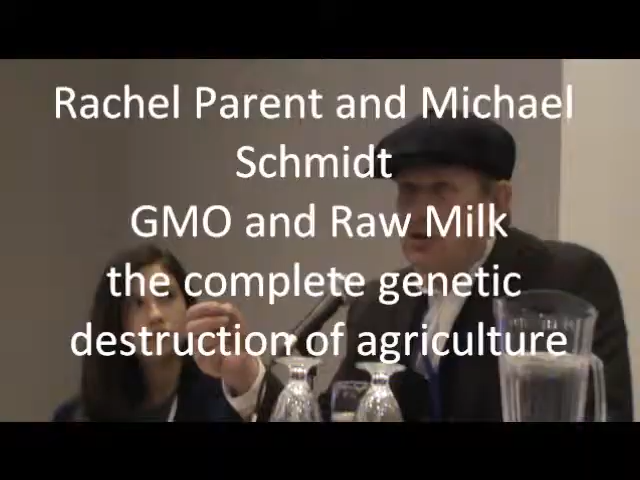 Rachel Parent and Michael
Schmidt
GMO and Raw Milk
the complete genetic
destruction of agriculture